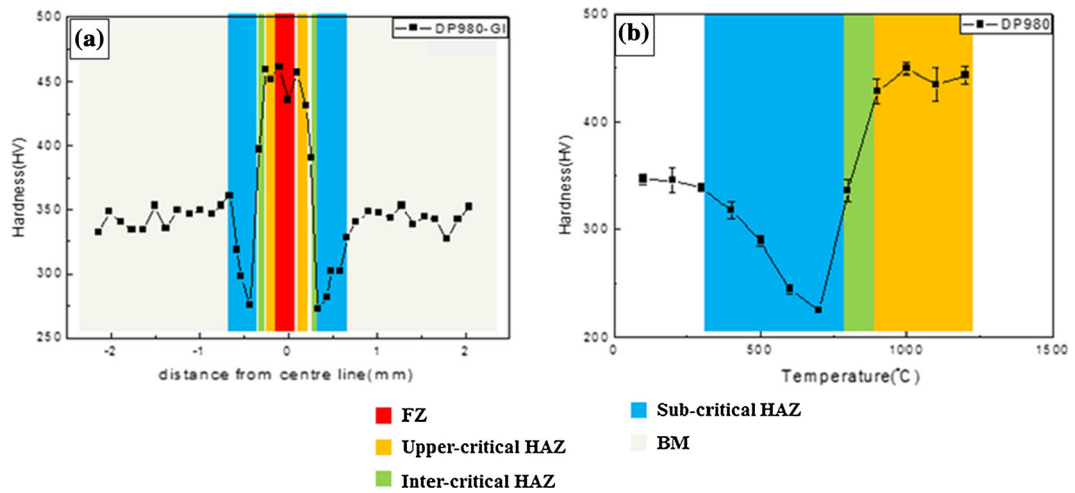 (a)
DP980-GI
500
450
400
350
300
250
Hardness(HV)
-2
-1
0
1
2
distance from centre line(mm)
(b)
DP980
500
400
300
200
Hardness(HV)
0
500
1000
1500
Temperature(°C)
FZ
Upper-critical HAZ
Inter-critical HAZ
Sub-critical HAZ
BM